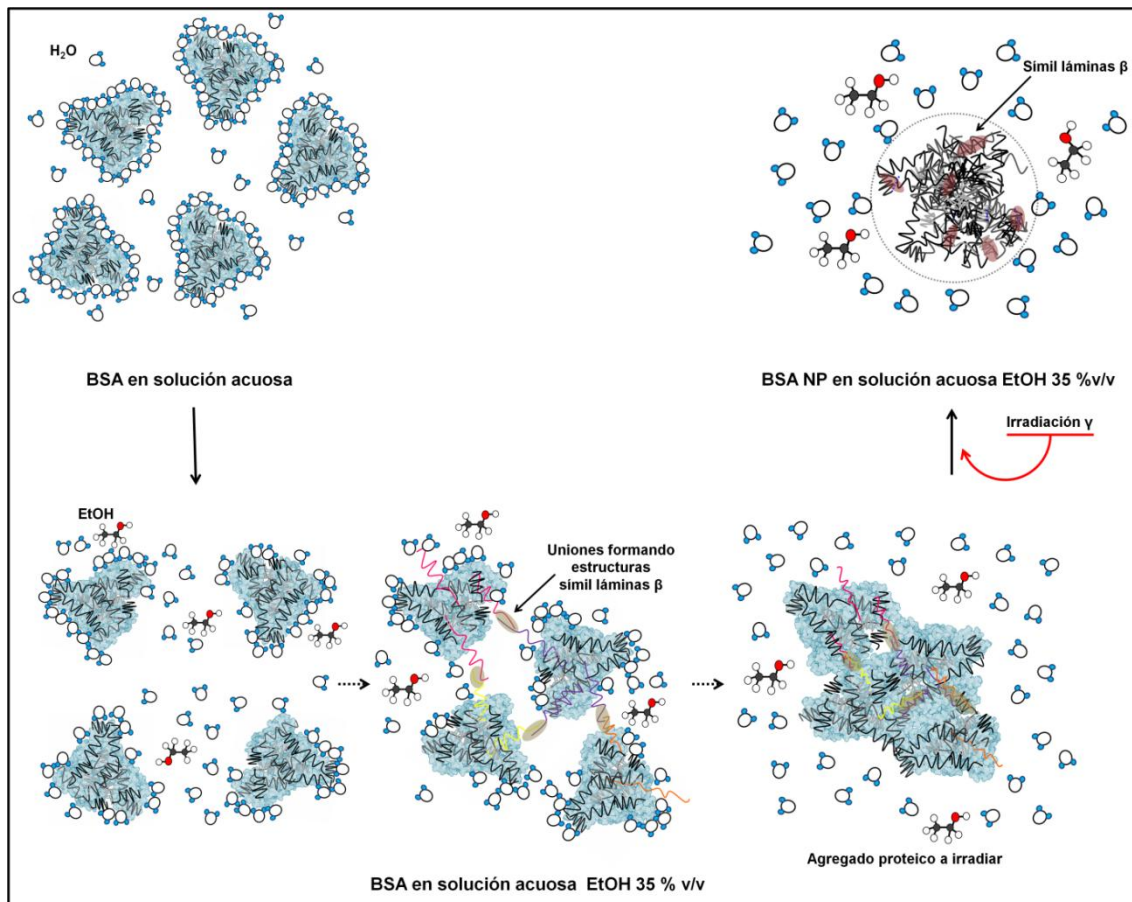 H₂O
BSA en solución acuosa
Simil láminas β
BSA NP en solución acuosa EtOH 35 %v/v
Irradiación γ
EtOH
Uniones formando
estructuras
símil láminas β
Agregado proteico a irradiar
BSA en solución acuosa EtOH 35 % v/v